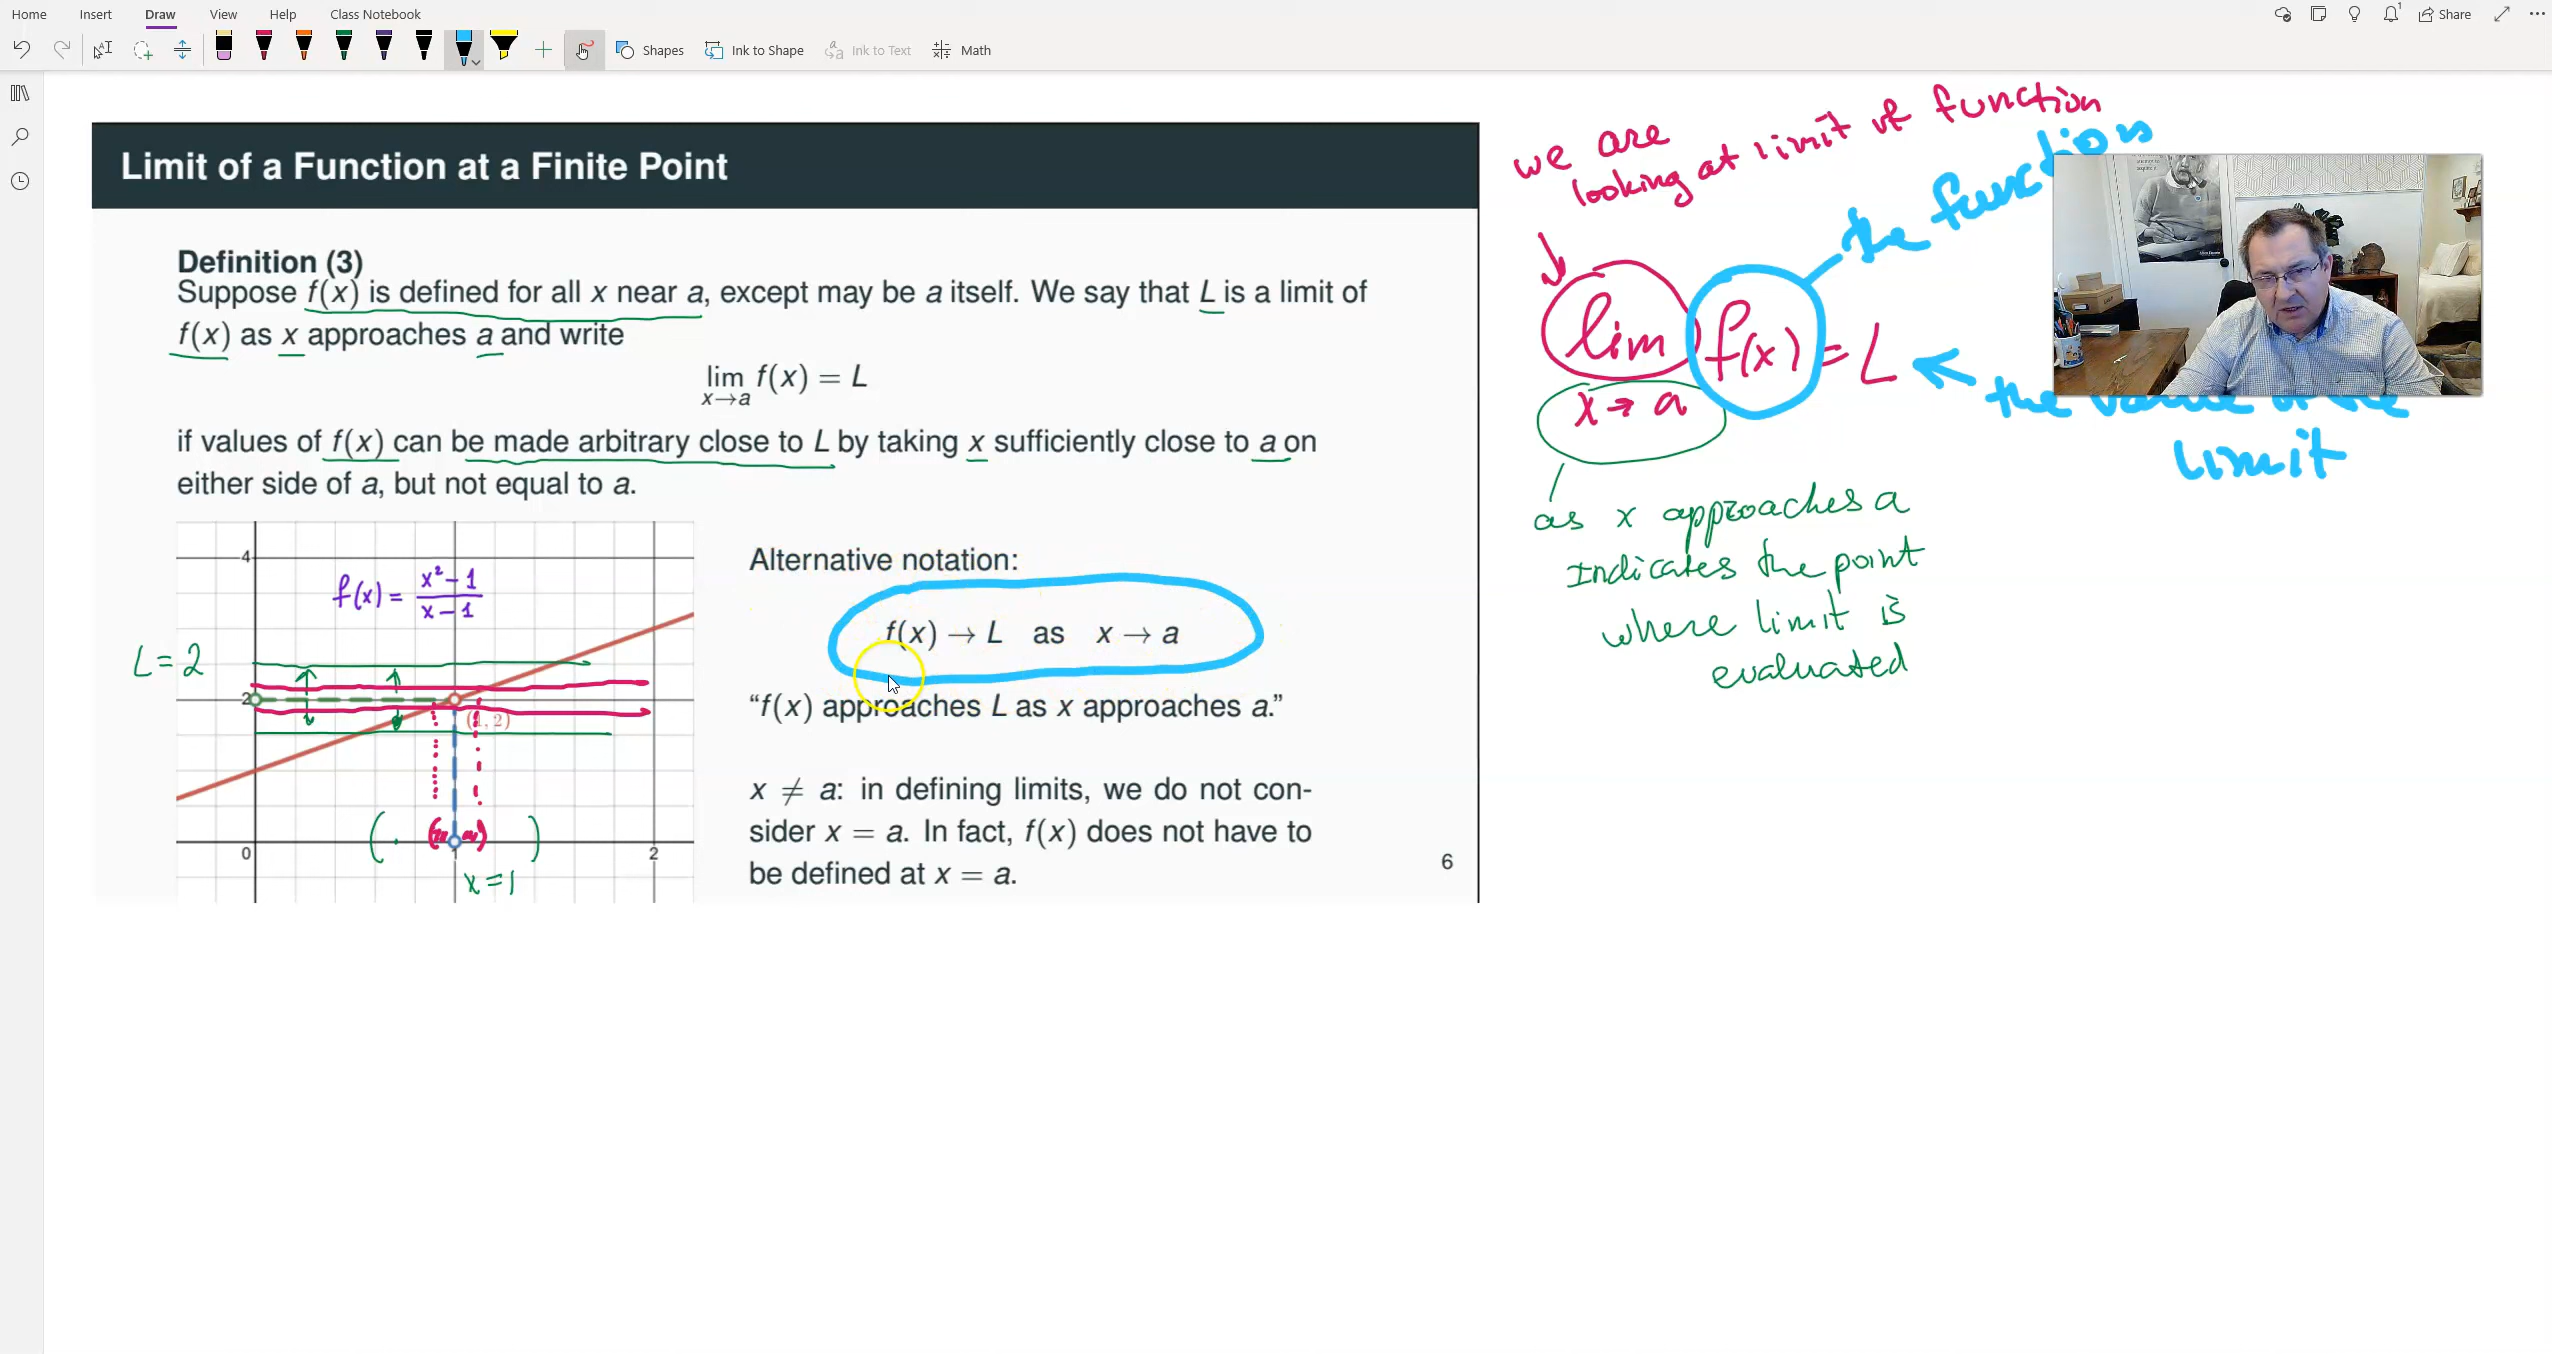 Home Insert Draw View Help Class Notebook
1 Share
Shapes Ink to Shape Ink to Text Math
Limit of a Function at a Finite Point
Definition (3)
Suppose f(x) is defined for all x near a, except may be a itself. We say that L is a limit of
f(x) as x approaches a and write
lim f(x) = L
x→a
if values of f(x) can be made arbitrary close to L by taking x sufficiently close to a on
either side of a, but not equal to a.
4
f(x) = x² − 1
x − 1
L = 2
2
(1, 2)
0 1 2
x = 1
Alternative notation:
f(x) → L as x → a
“f(x) approaches L as x approaches a.”
x ≠ a: in defining limits, we do not con-
sider x = a. In fact, f(x) does not have to
be defined at x = a.
6
we are
looking at limit of function
the function
lim f(x) = L
x → a
the
limit
as x approaches a
Indicates the point
where limit is
evaluated